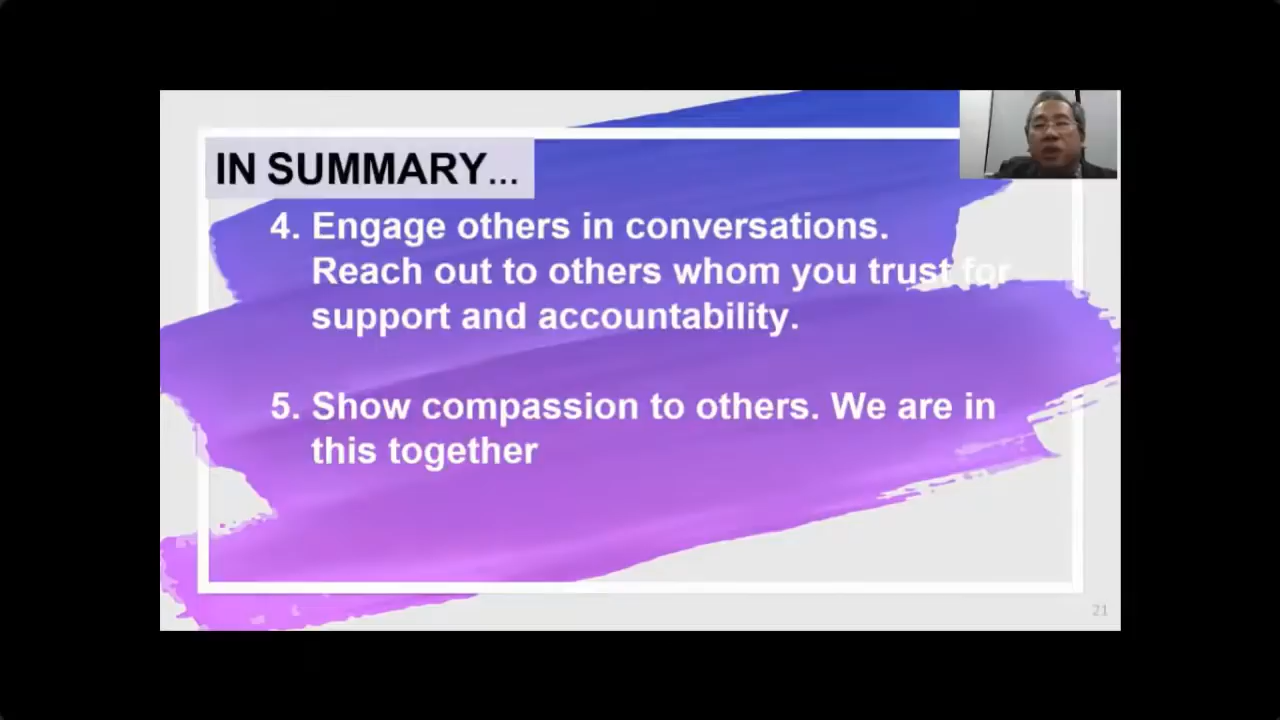 IN SUMMARY...
4. Engage others in conversations.
Reach out to others whom you trust for
support and accountability.
5. Show compassion to others. We are in
this together
21